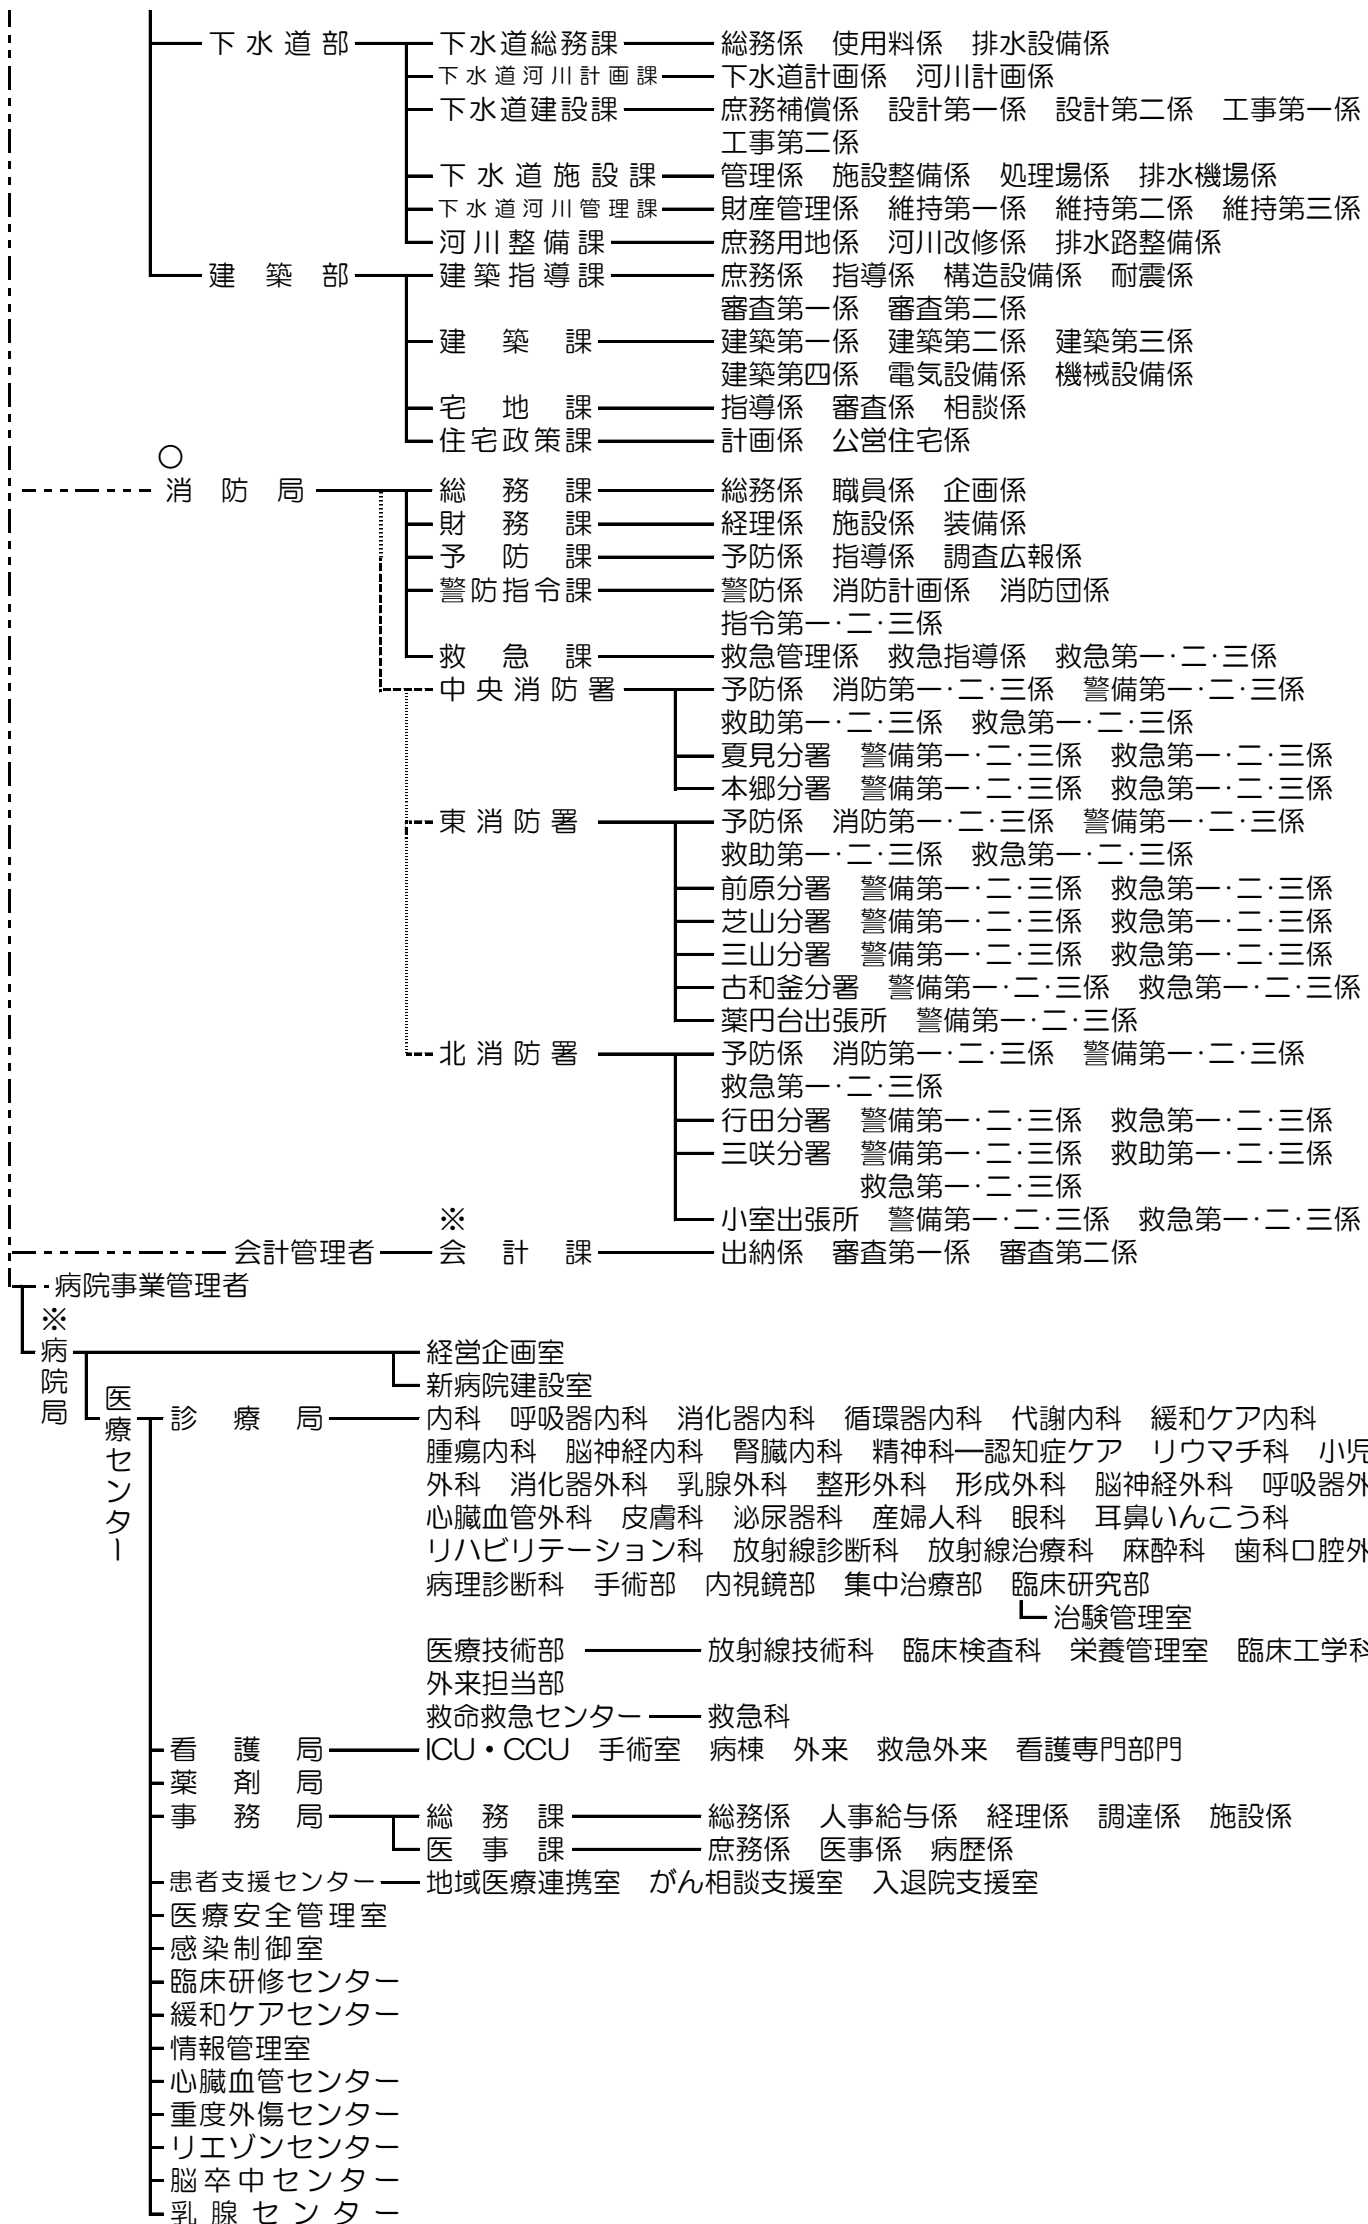 下水道部 下水道総務課 総務係 使用料係 排水設備係
下水道河川計画課 下水道計画係 河川計画係
下水道建設課 庶務補償係 設計第一係 設計第二係 工事第一係
工事第二係
下水道施設課 管理係 施設整備係 処理場係 排水機場係
下水道河川管理課 財産管理係 維持第一係 維持第二係 維持第三係
河川整備課 庶務用地係 河川改修係 排水路整備係
建築部 建築指導課 庶務係 指導係 構造設備係 耐震係
審査第一係 審査第二係
建築課 建築第一係 建築第二係 建築第三係
建築第四係 電気設備係 機械設備係
宅地課 指導係 審査係 相談係
住宅政策課 計画係 公営住宅係
○
消防局 総務課 総務係 職員係 企画係
財務課 経理係 施設係 装備係
予防課 予防係 指導係 調査広報係
警防指令課 警防係 消防計画係 消防団係
指令第一・二・三係
救急課 救急管理係 救急指導係 救急第一・二・三係
中央消防署 予防係 消防第一・二・三係 警備第一・二・三係
救助第一・二・三係 救急第一・二・三係
夏見分署 警備第一・二・三係 救急第一・二・三係
本郷分署 警備第一・二・三係 救急第一・二・三係
東消防署 予防係 消防第一・二・三係 警備第一・二・三係
救助第一・二・三係 救急第一・二・三係
前原分署 警備第一・二・三係 救急第一・二・三係
芝山分署 警備第一・二・三係 救急第一・二・三係
三山分署 警備第一・二・三係 救急第一・二・三係
古和釜分署 警備第一・二・三係 救急第一・二・三係
薬円台出張所 警備第一・二・三係
北消防署 予防係 消防第一・二・三係 警備第一・二・三係
救急第一・二・三係
行田分署 警備第一・二・三係 救急第一・二・三係
三咲分署 警備第一・二・三係 救助第一・二・三係
救急第一・二・三係
小室出張所 警備第一・二・三係 救急第一・二・三係
※
会計管理者 会計課 出納係 審査第一係 審査第二係
病院事業管理者
※
病院局 経営企画室
新病院建設室
医療センター
診療局 内科 呼吸器内科 消化器内科 循環器内科 代謝内科 緩和ケア内科
腫瘍内科 脳神経内科 腎臓内科 精神科―認知症ケア リウマチ科 小児
外科 消化器外科 乳腺外科 整形外科 形成外科 脳神経外科 呼吸器外
心臓血管外科 皮膚科 泌尿器科 産婦人科 眼科 耳鼻いんこう科
リハビリテーション科 放射線診断科 放射線治療科 麻酔科 歯科口腔外
病理診断科 手術部 内視鏡部 集中治療部 臨床研究部
治験管理室
医療技術部 放射線技術科 臨床検査科 栄養管理室 臨床工学科
外来担当部
救命救急センター 救急科
看護局 ICU・CCU 手術室 病棟 外来 救急外来 看護専門部門
薬剤局
事務局 総務課 総務係 人事給与係 経理係 調達係 施設係
医事課 庶務係 医事係 病歴係
患者支援センター 地域医療連携室 がん相談支援室 入退院支援室
医療安全管理室
感染制御室
臨床研修センター
緩和ケアセンター
情報管理室
心臓血管センター
重度外傷センター
リエゾンセンター
脳卒中センター
乳腺センター